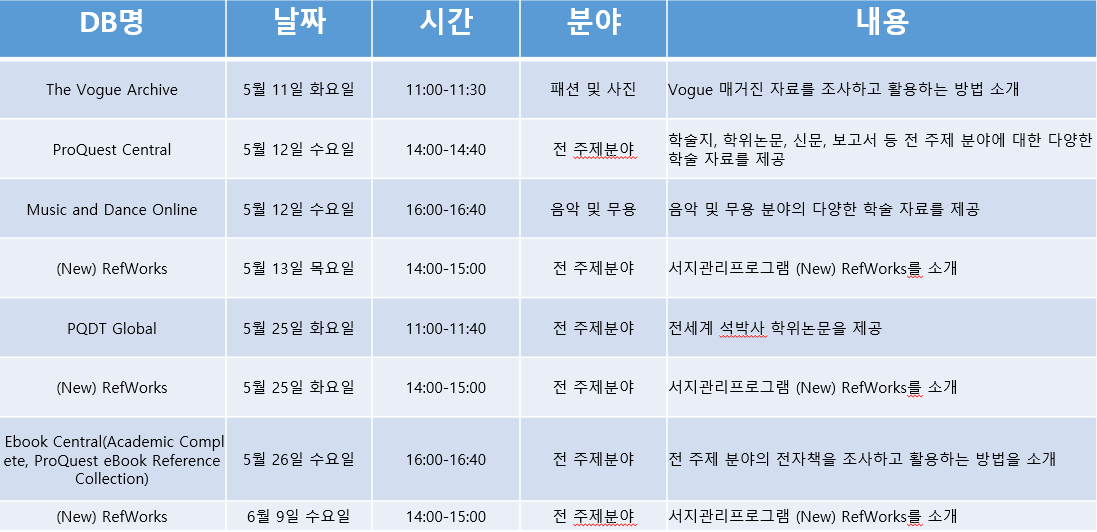 DB명 날짜 시간 분야 내용
The Vogue Archive 5월 11일 화요일 11:00-11:30 패션 및 사진 Vogue 매거진 자료를 조사하고 활용하는 방법 소개
ProQuest Central 5월 12일 수요일 14:00-14:40 전 주제분야 학술지, 학위논문, 신문, 보고서 등 전 주제 분야에 대한 다양한
학술 자료를 제공
Music and Dance Online 5월 12일 수요일 16:00-16:40 음악 및 무용 음악 및 무용 분야의 다양한 학술 자료를 제공
(New) RefWorks 5월 13일 목요일 14:00-15:00 전 주제분야 서지관리프로그램 (New) RefWorks를 소개
PQDT Global 5월 25일 화요일 11:00-11:40 전 주제분야 전세계 석박사 학위논문을 제공
(New) RefWorks 5월 25일 화요일 14:00-15:00 전 주제분야 서지관리프로그램 (New) RefWorks를 소개
Ebook Central(Academic Compl
ete, ProQuest eBook Reference
Collection) 5월 26일 수요일 16:00-16:40 전 주제분야 전 주제 분야의 전자책을 조사하고 활용하는 방법을 소개
(New) RefWorks 6월 9일 수요일 14:00-15:00 전 주제분야 서지관리프로그램 (New) RefWorks를 소개